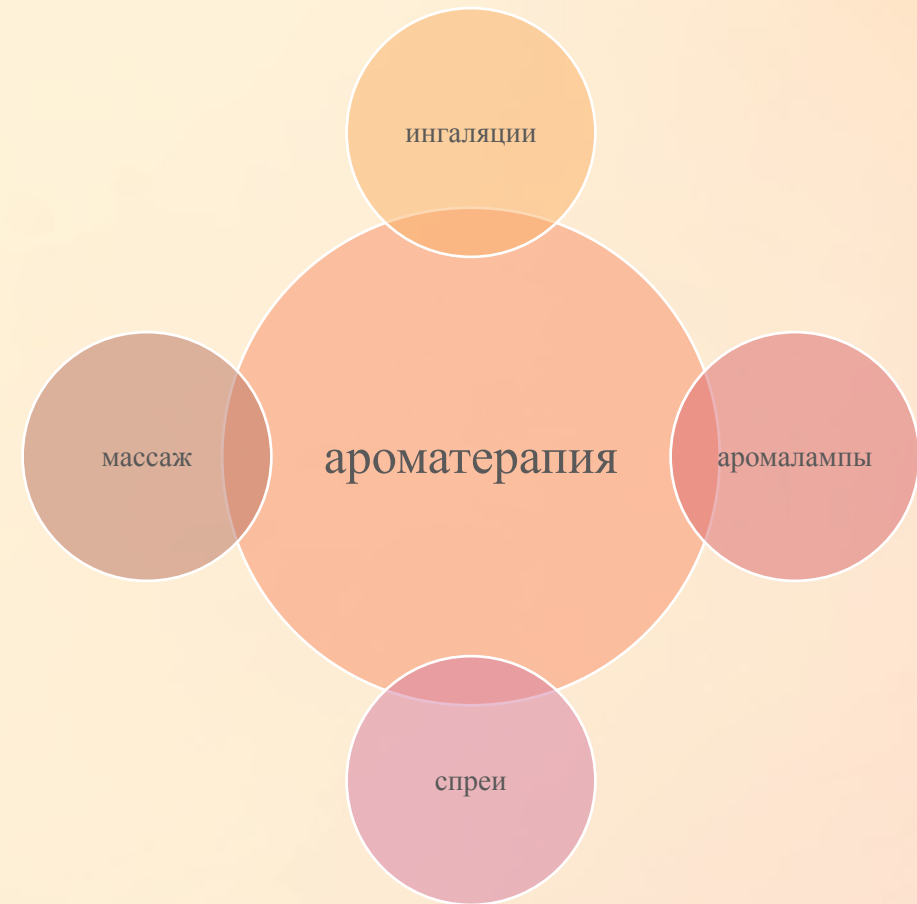 ингаляции
массаж
ароматерапия
аромалампы
спреи